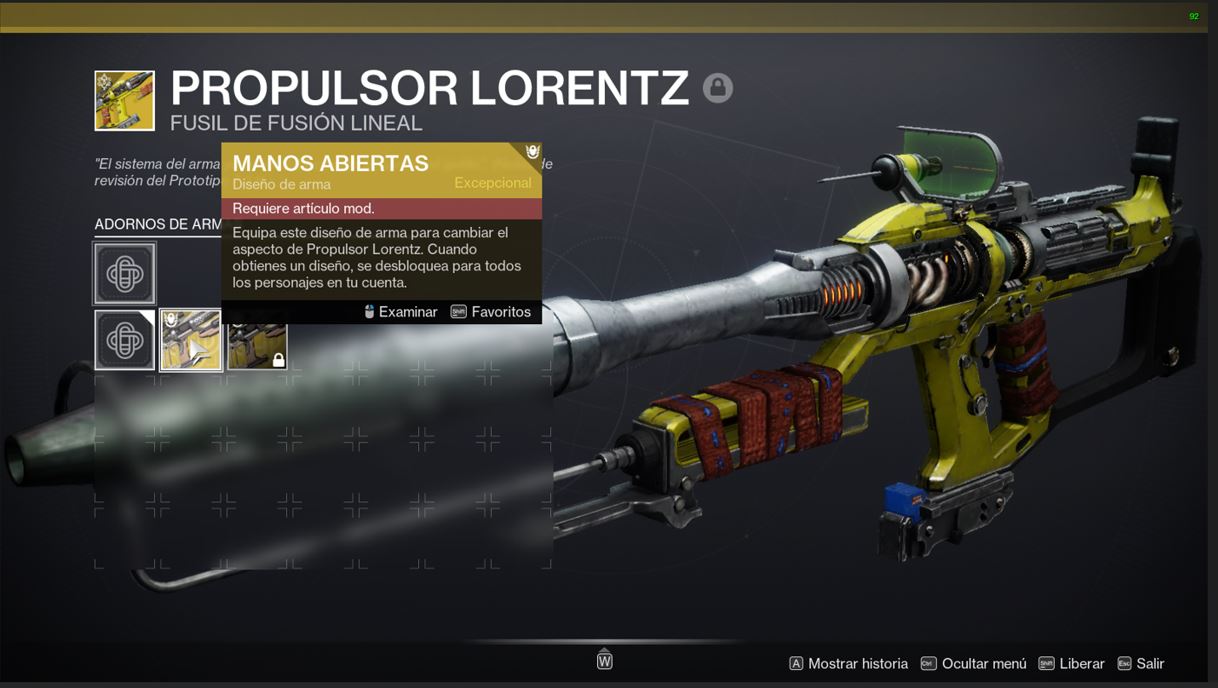 92
PROPULSOR LORENTZ
FUSIL DE FUSIÓN LINEAL
"El sistema del arma de
revisión del Prototip
ADORNOS DE ARM
MANOS ABIERTAS
Diseño de arma
Excepcional
Requiere artículo mod.
Equipa este diseño de arma para cambiar el
aspecto de Propulsor Lorentz. Cuando
obtienes un diseño, se desbloquea para todos
los personajes en tu cuenta.
Examinar Shift Favoritos
W
A Mostrar historia Ctrl Ocultar menú Shift Liberar Esc Salir